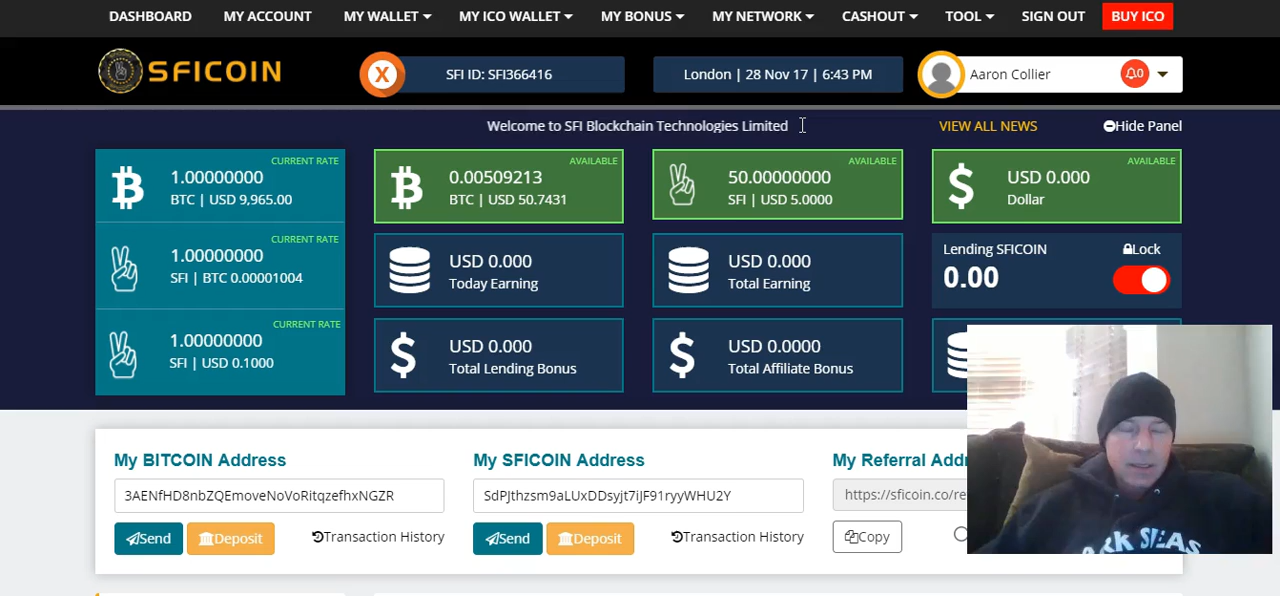 DASHBOARD MY ACCOUNT MY WALLET MY ICO WALLET MY BONUS MY NETWORK CASHOUT TOOL SIGN OUT BUY ICO
SFICOIN X SFI ID: SFI366416 London | 28 Nov 17 | 6:43 PM Aaron Collier 0
Welcome to SFI Blockchain Technologies Limited VIEW ALL NEWS Hide Panel
CURRENT RATE
1.00000000
BTC | USD 9,965.00
AVAILABLE
0.00509213
BTC | USD 50.7431
AVAILABLE
50.00000000
SFI | USD 5.0000
AVAILABLE
USD 0.000
Dollar
CURRENT RATE
1.00000000
SFI | BTC 0.00001004
USD 0.000
Today Earning
USD 0.000
Total Earning
Lending SFICOIN Lock
0.00
CURRENT RATE
1.00000000
SFI | USD 0.1000
USD 0.000
Total Lending Bonus
USD 0.0000
Total Affiliate Bonus
My BITCOIN Address
3AENfHD8nbZQEmoveNoVoRitqzefhxNGZR
Send Deposit Transaction History
My SFICOIN Address
SdPJthzsm9aLUxDDsyjt7iJF91ryyWHU2Y
Send Deposit Transaction History
My Referral Addr
https://sficoin.co/re
Copy